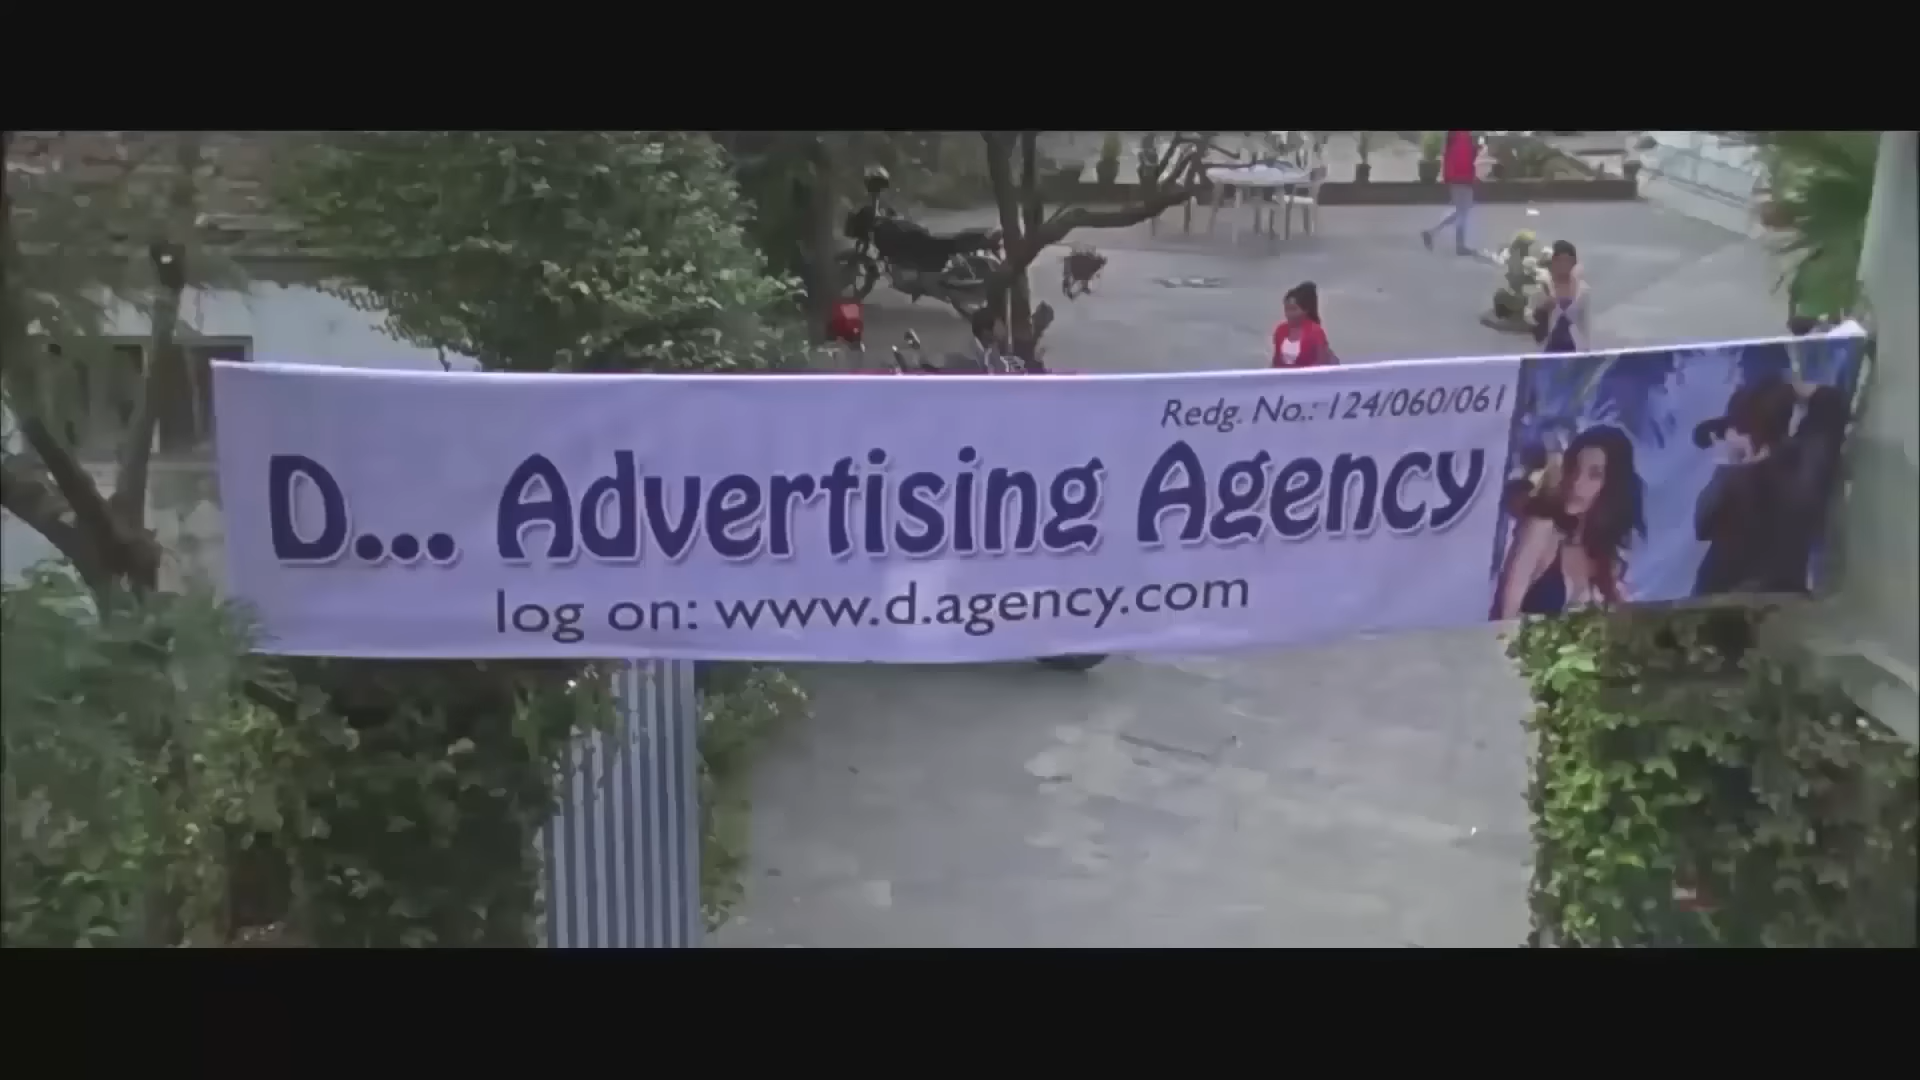 Redg. No.: 124/060/061
D... Advertising Agency
log on: www.d.agency.com